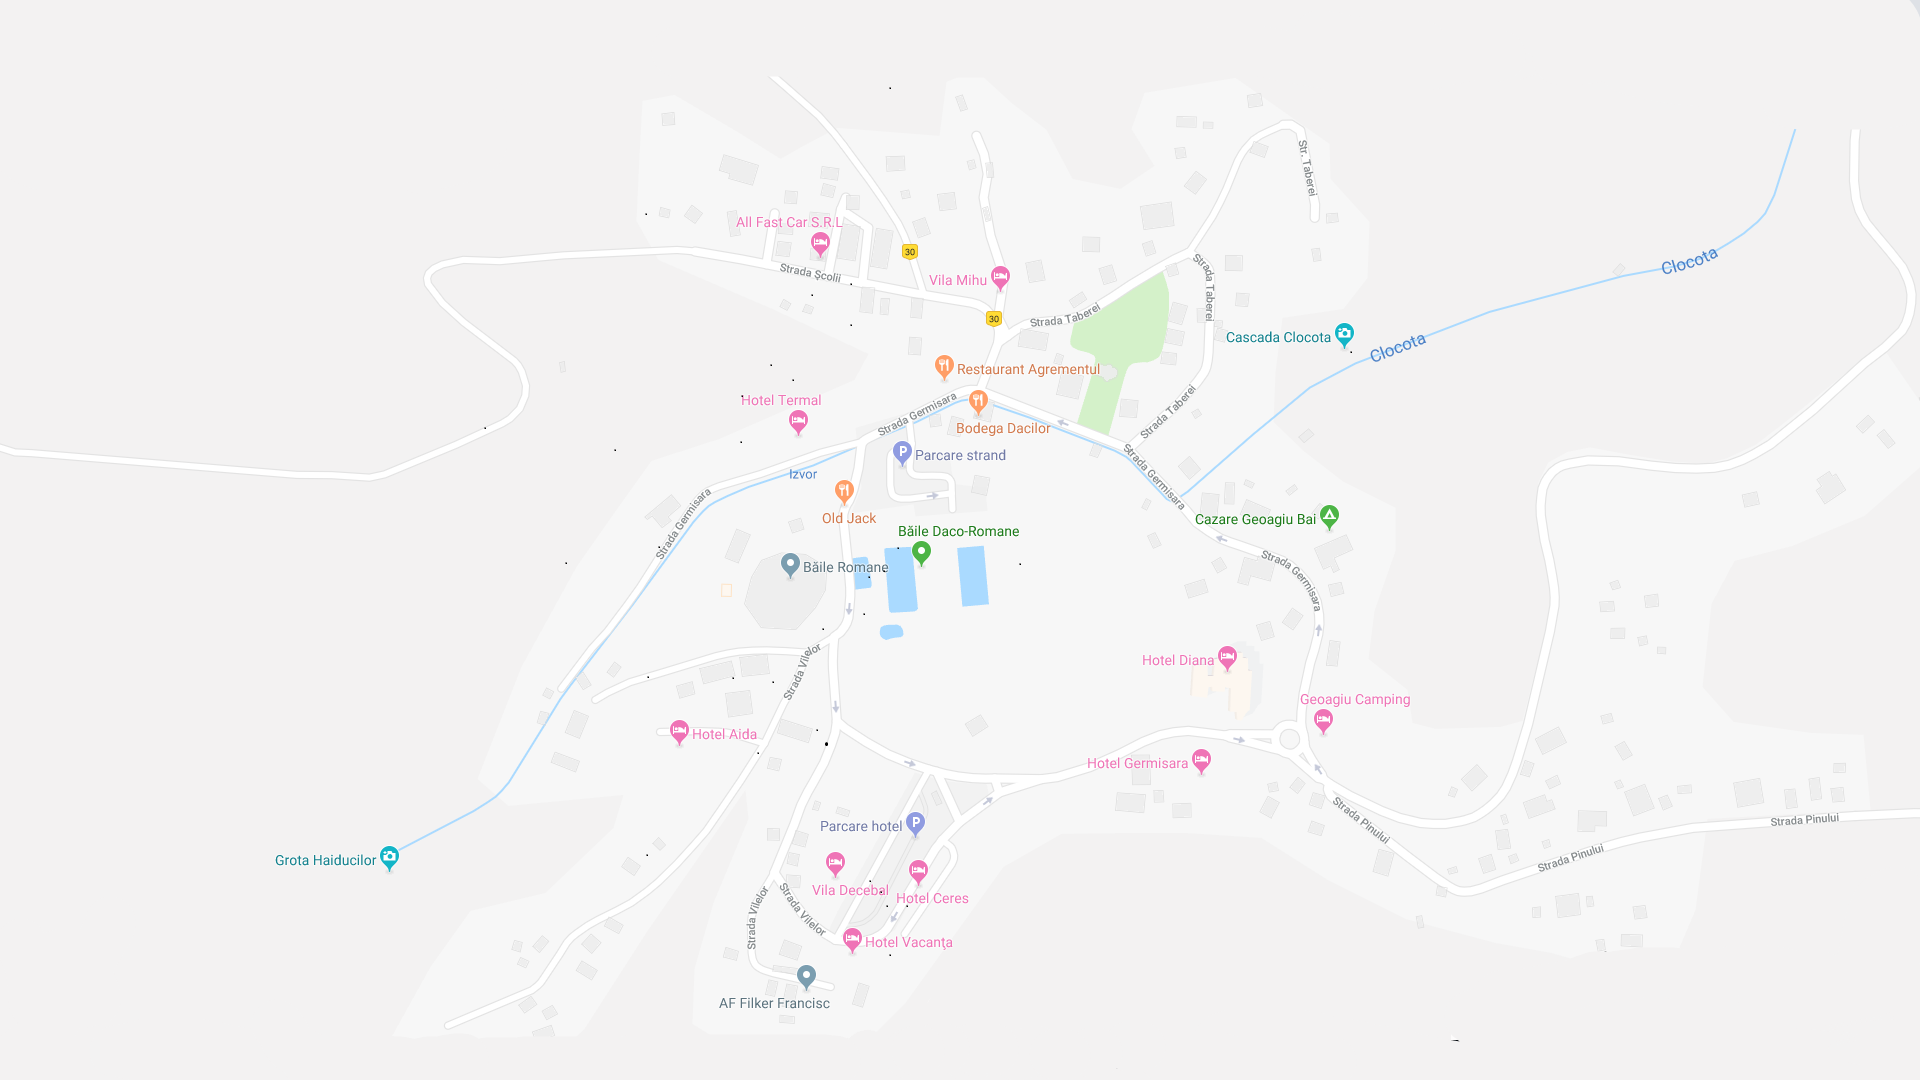 Str. Taberei
All Fast Car S.R.L
30
Clocota
Strada Școlii
Vila Mihu
Strada Taberei
30
Strada Taberei
Cascada Clocota
Clocota
Restaurant Agrementul
Hotel Termal
Strada Germisara
Bodega Dacilor
Strada Taberei
Parcare strand
Izvor
Strada Germisara
Old Jack
Cazare Geoagiu Bai
Strada Germisara
Băile Daco-Romane
Băile Romane
Strada Germisara
Strada Vilelor
Hotel Diana
Geoagiu Camping
Hotel Aida
Hotel Germisara
Strada Pinului
Strada Pinului
Parcare hotel
Strada Pinului
Grota Haiducilor
Vila Decebal
Hotel Ceres
Strada Vilelor
Strada Vilelor
Hotel Vacanța
AF Filker Francisc